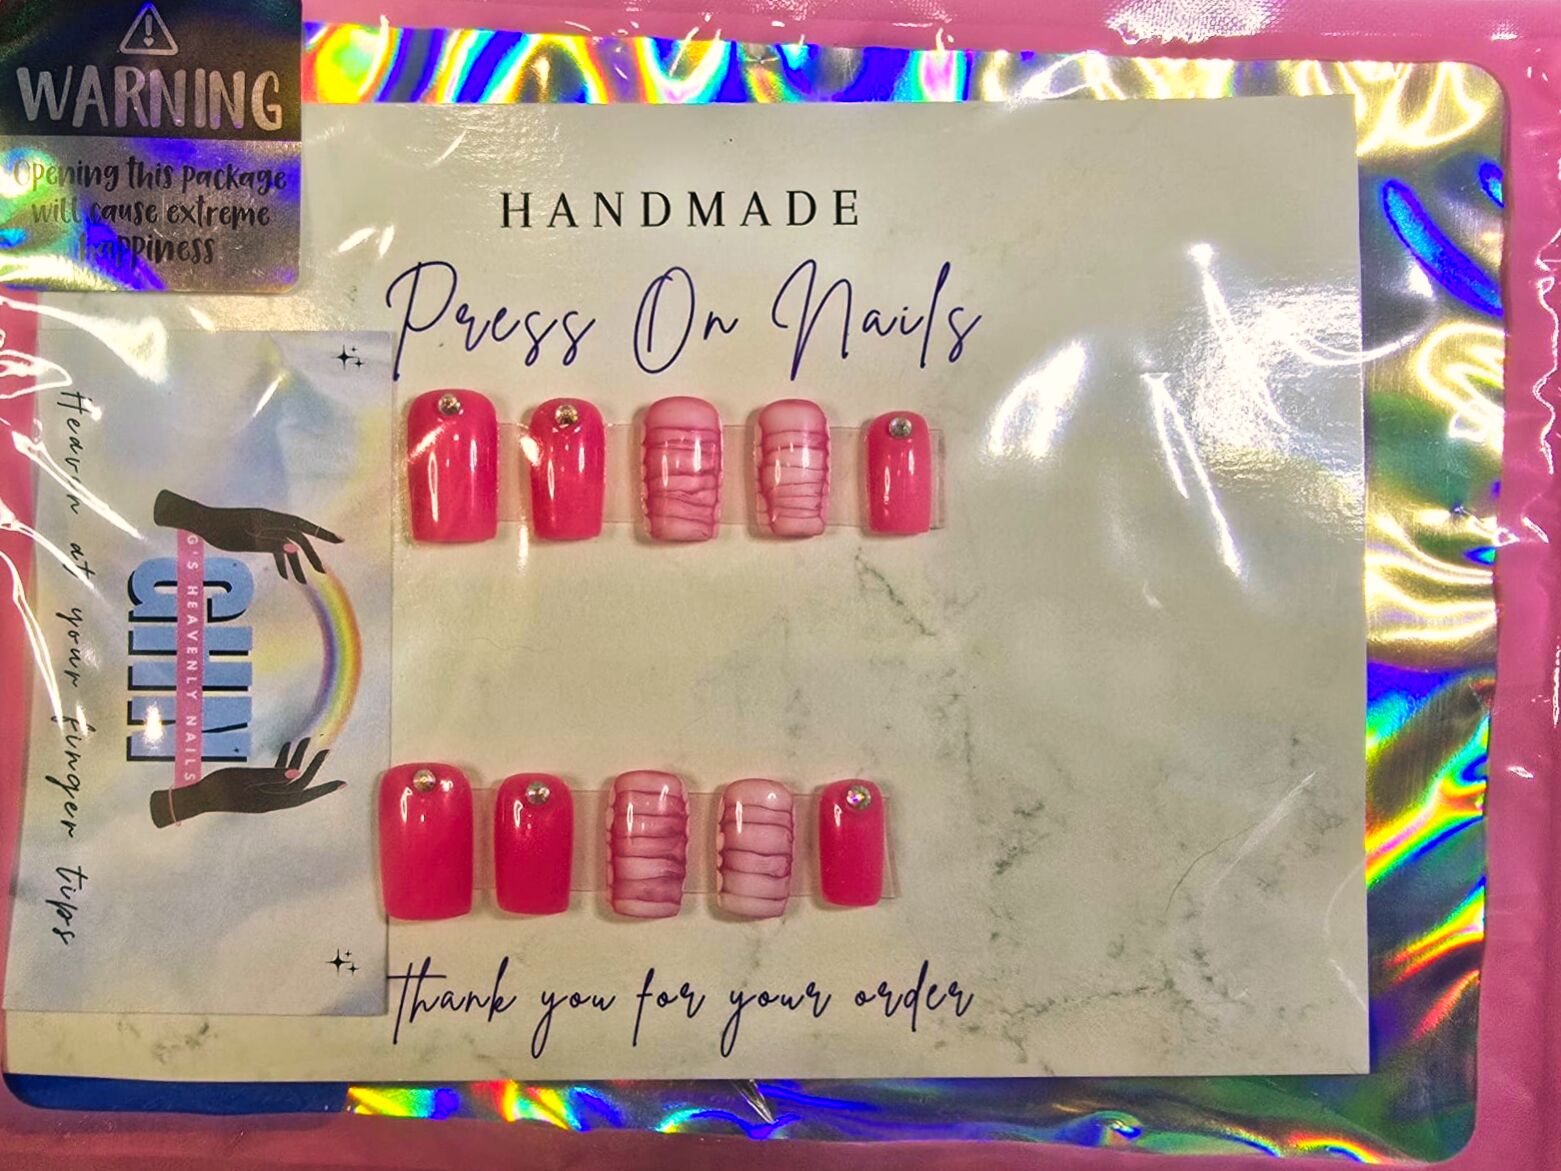 WARNING
Opening this package
will cause extreme
happiness
HANDMADE
Press On Nails
Heaven at your finger tips
G'S HEAVENLY NAILS
thank you for your order